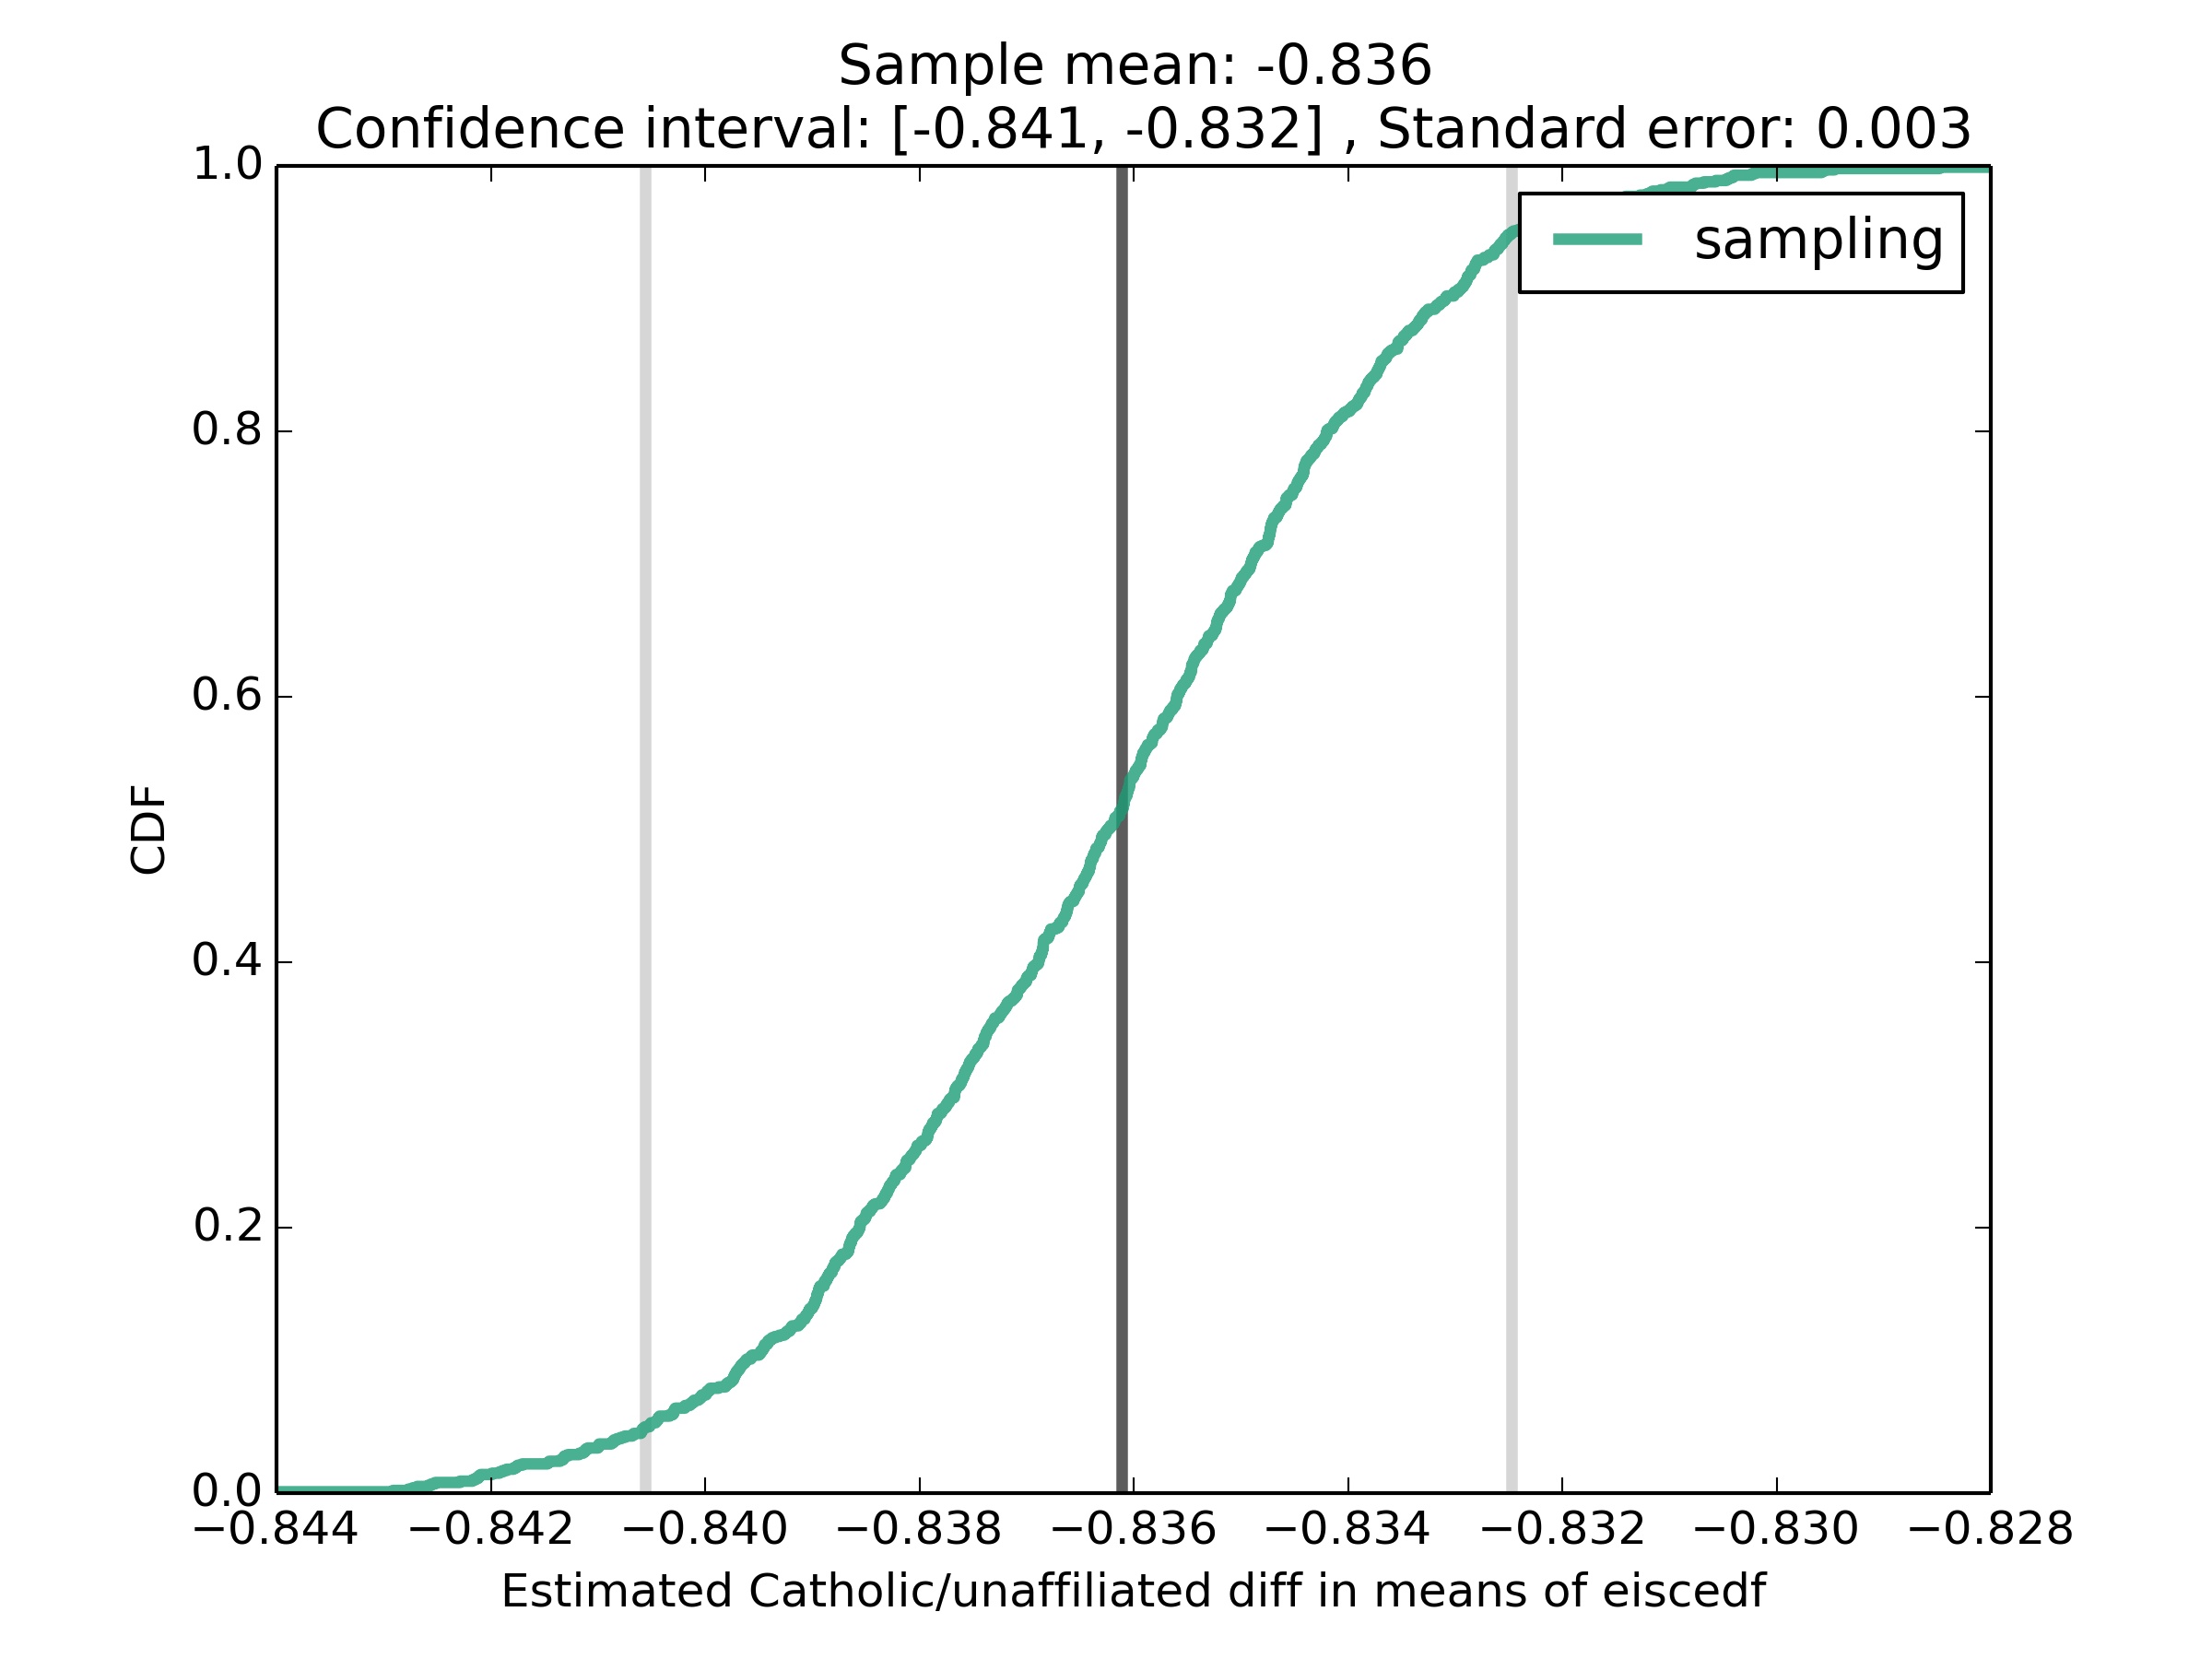 Sample mean: -0.836
Confidence interval: [-0.841, -0.832] , Standard error: 0.003
1.0
sampling
0.8
0.6
CDF
0.4
0.2
0.0
−0.844 −0.842 −0.840 −0.838 −0.836 −0.834 −0.832 −0.830 −0.828
Estimated Catholic/unaffiliated diff in means of eiscedf